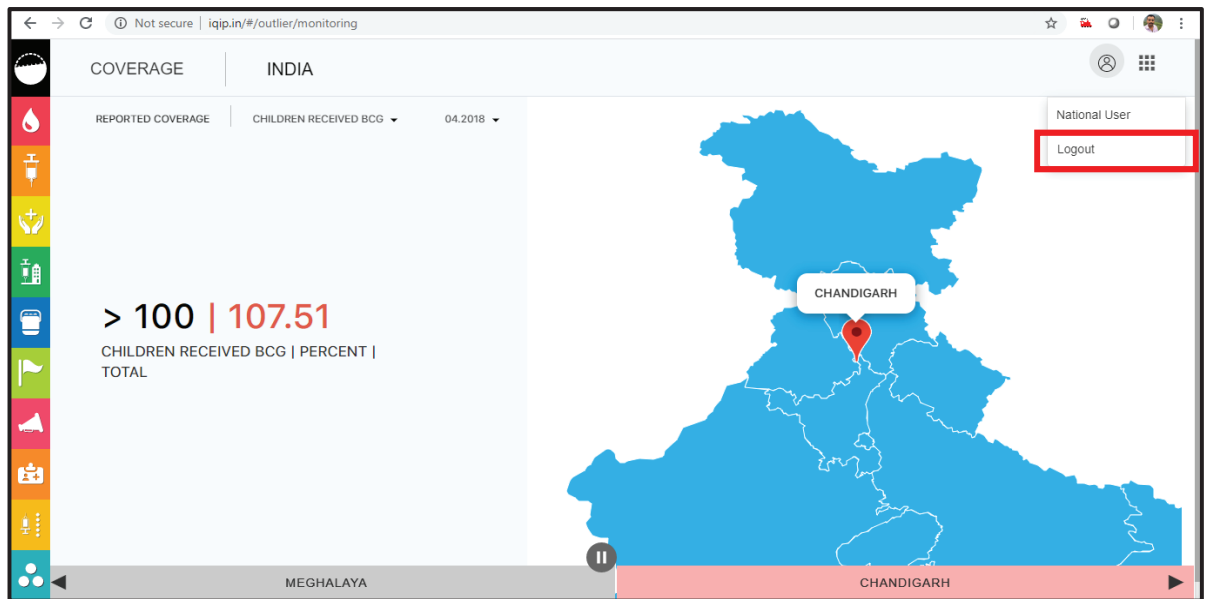 Not secure | iqip.in/#/outlier/monitoring
COVERAGE INDIA
REPORTED COVERAGE CHILDREN RECEIVED BCG 04.2018
National User
Logout
CHANDIGARH
> 100 | 107.51
CHILDREN RECEIVED BCG | PERCENT |
TOTAL
MEGHALAYA CHANDIGARH